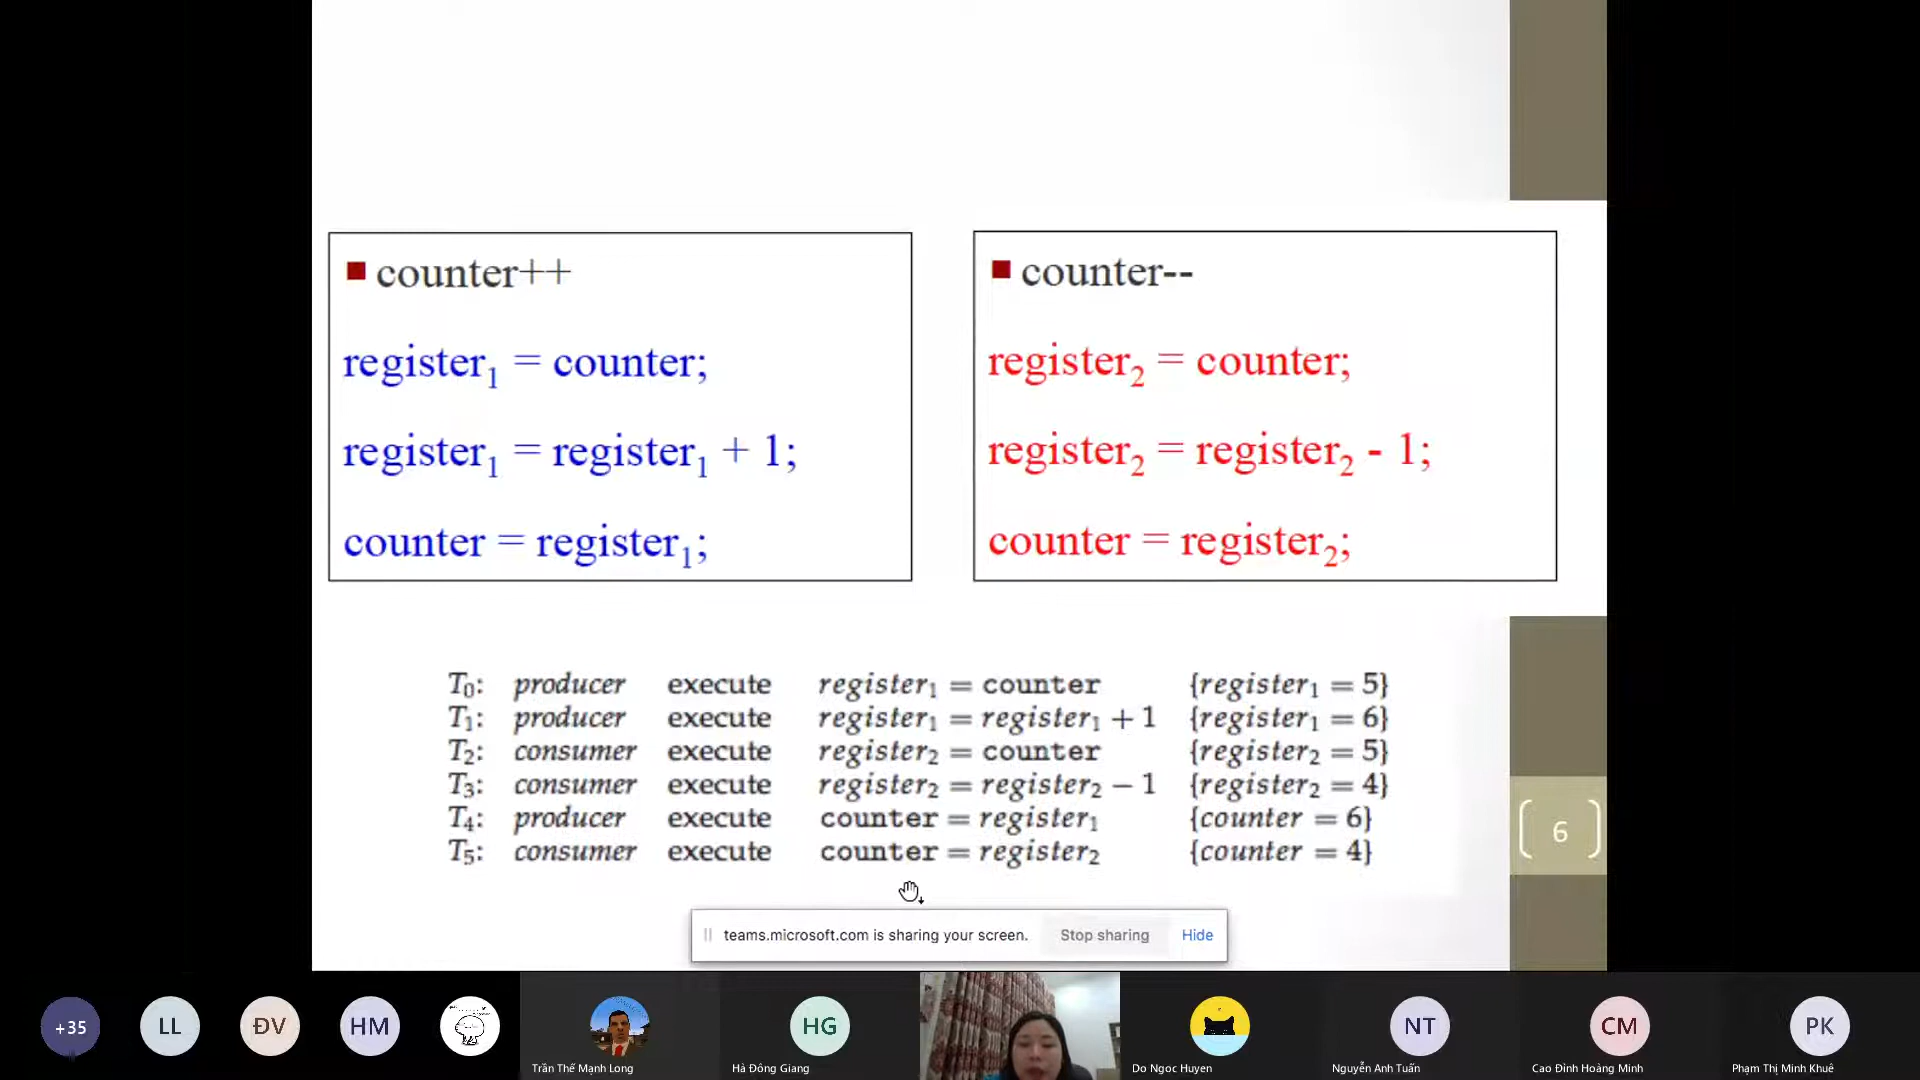 counter++
register₁ = counter;
register₁ = register₁ + 1;
counter = register₁;
counter--
register₂ = counter;
register₂ = register₂ - 1;
counter = register₂;
T₀: producer execute register₁ = counter {register₁ = 5}
T₁: producer execute register₁ = register₁ + 1 {register₁ = 6}
T₂: consumer execute register₂ = counter {register₂ = 5}
T₃: consumer execute register₂ = register₂ − 1 {register₂ = 4}
T₄: producer execute counter = register₁ {counter = 6}
T₅: consumer execute counter = register₂ {counter = 4}
6
teams.microsoft.com is sharing your screen. Stop sharing Hide
+35 LL ĐV HM HG NT CM PK
Trần Thế Mạnh Long Hà Đông Giang Do Ngoc Huyen Nguyễn Anh Tuấn Cao Đỉnh Hoàng Minh Phạm Thị Minh Khuê